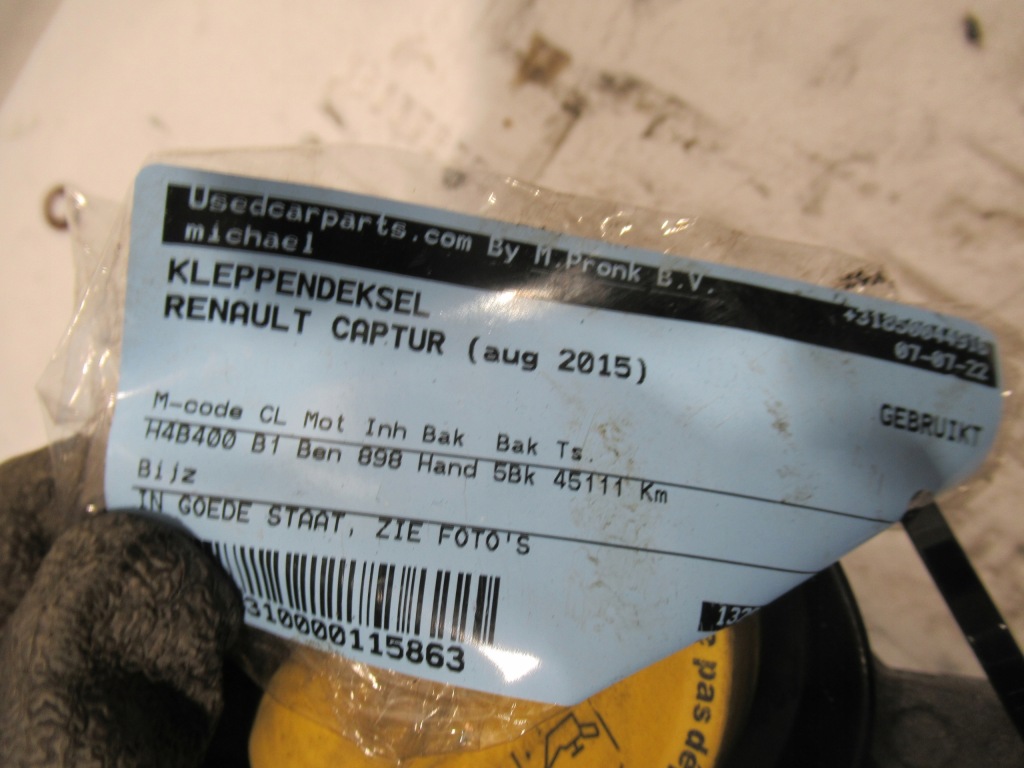 Usedcarparts.com By M.Pronk B.V.
michael
07-07-22
KLEPPENDEKSEL
RENAULT CAPTUR (aug 2015)
GEBRUIKT
M-code CL Mot Inh Bak Bak Ts.
H4B400 B1 Ben 898 Hand 5Bk 45111 Km
Bijz
IN GOEDE STAAT, ZIE FOTO'S
310000115863
pas